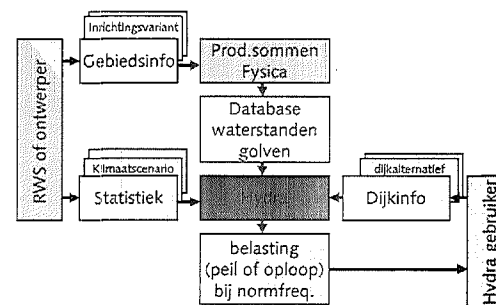 Inrichtingsvariant
Gebiedsinfo
Prod.sommen
Fysica
RWS of ontwerper
Database
waterstanden
golven
Klimaatscenario
Statistiek
Hydra
dijkalternatief
Dijkinfo
Hydra gebruiker
belasting
(peil of oploop)
bij normfreq.